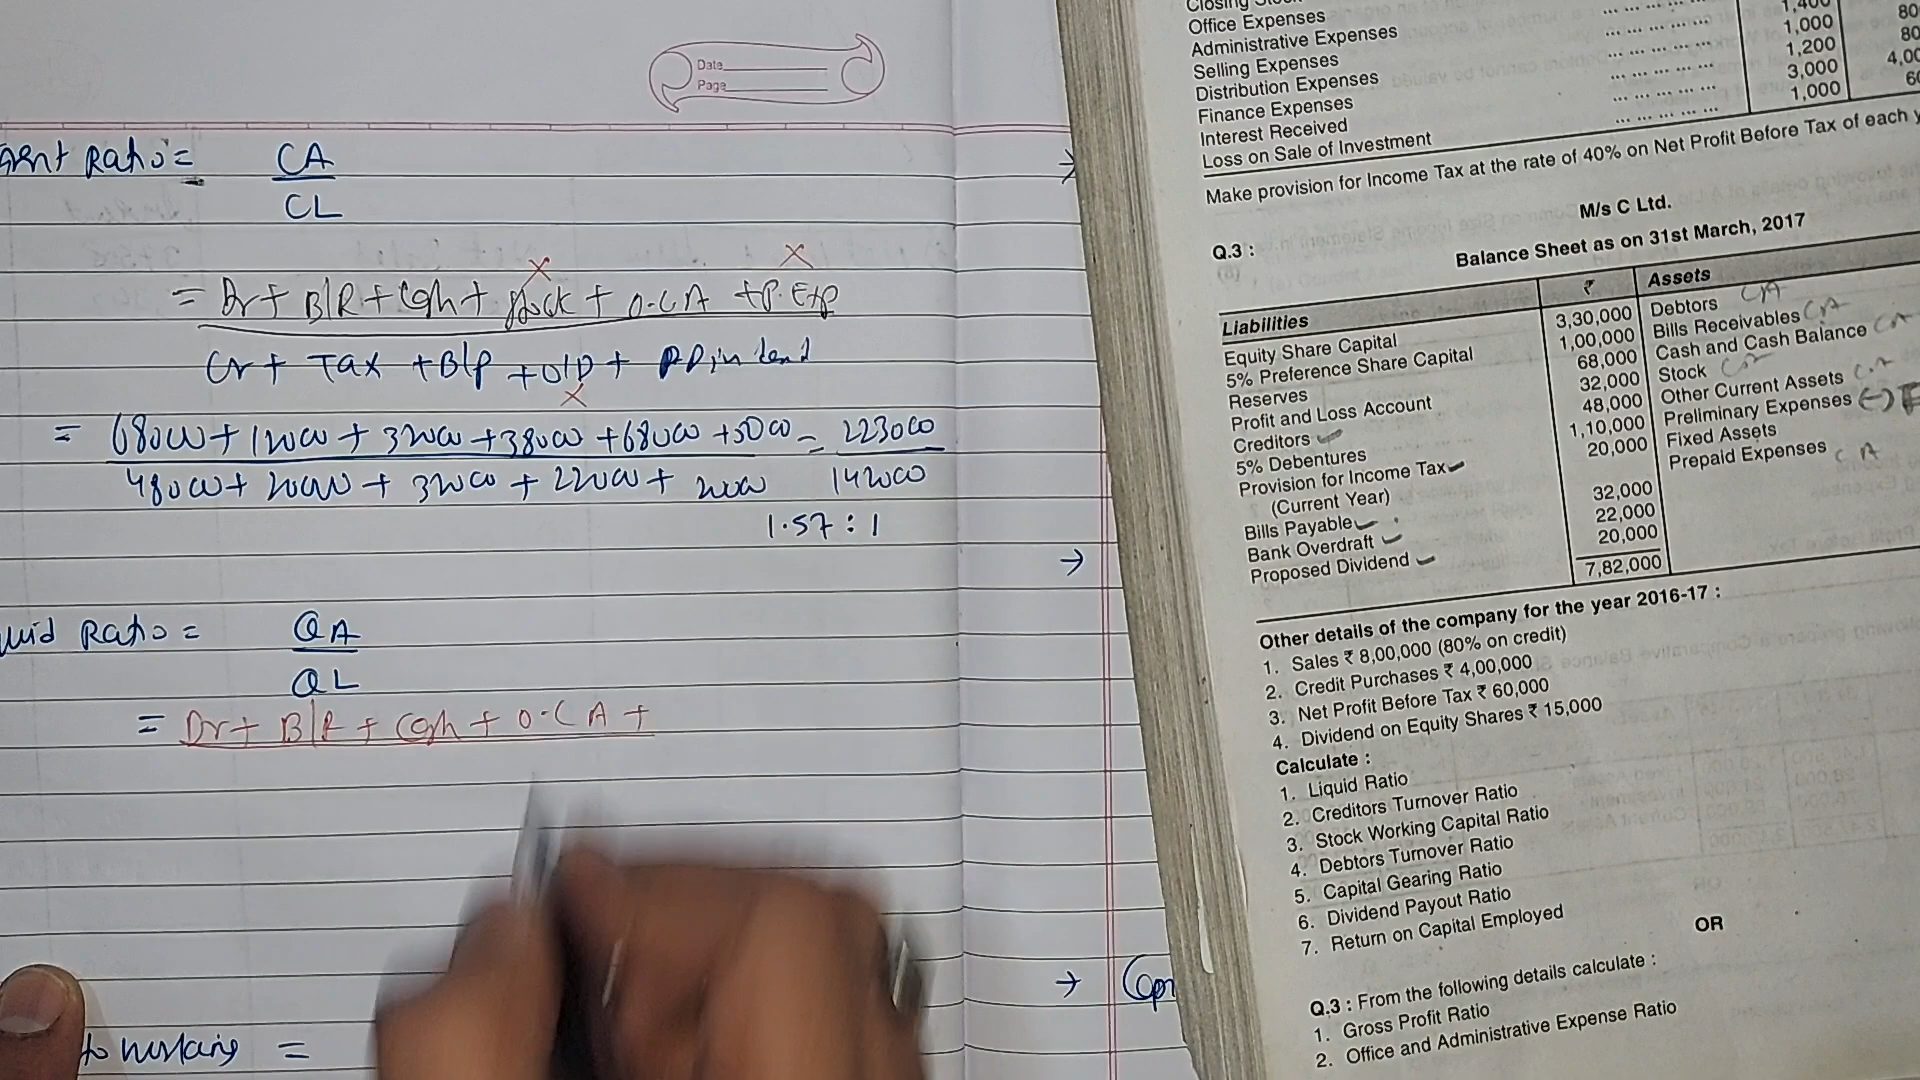 Date
Page
Ratio =
CA
CL
= Dr + B/R + Cash + Stock + O.CA + P.Exp
Cr + Tax + B/P + O/D +
= 68000 + 12000 + 32000 + 38000 + 68000 + 5000 = 223000
48000 + 20000 + 32000 + 22000 + 20000 142000
1.57 : 1
Ratio =
QA
QL
= Dr + B/R + Cash + O.CA +
=
Closing Stock
Office Expenses
Administrative Expenses
Selling Expenses
Distribution Expenses
Finance Expenses
Interest Received
Loss on Sale of Investment
1,400
1,000
1,200
3,000
1,000
80
80
Make provision for Income Tax at the rate of 40% on Net Profit Before Tax of each
M/s C Ltd.
Q.3 :
Balance Sheet as on 31st March, 2017
Liabilities ₹ Assets
Equity Share Capital 3,30,000 Debtors CA
5% Preference Share Capital 1,00,000 Bills Receivables CA
Reserves 68,000 Cash and Cash Balance CA
Profit and Loss Account 32,000 Stock
Creditors 48,000 Other Current Assets C.A
5% Debentures 1,10,000 Preliminary Expenses (-)
Provision for Income Tax 20,000 Fixed Assets
(Current Year) Prepaid Expenses CA
Bills Payable 32,000
Bank Overdraft 22,000
Proposed Dividend 20,000
7,82,000
Other details of the company for the year 2016-17 :
1. Sales ₹ 8,00,000 (80% on credit)
2. Credit Purchases ₹ 4,00,000
3. Net Profit Before Tax ₹ 60,000
4. Dividend on Equity Shares ₹ 15,000
Calculate :
1. Liquid Ratio
2. Creditors Turnover Ratio
3. Stock Working Capital Ratio
4. Debtors Turnover Ratio
5. Capital Gearing Ratio
6. Dividend Payout Ratio
7. Return on Capital Employed
OR
Q.3 : From the following details calculate :
1. Gross Profit Ratio
2. Office and Administrative Expense Ratio